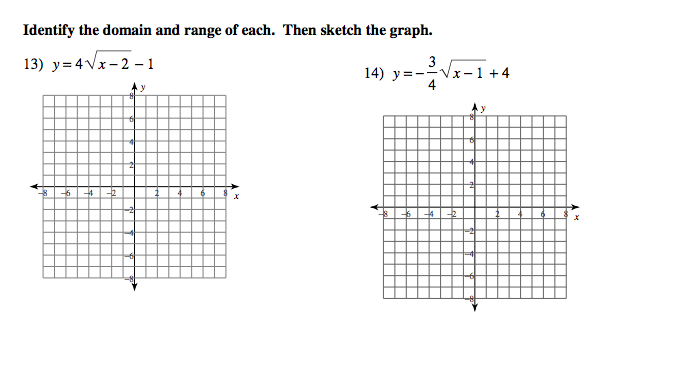 Identify the domain and range of each. Then sketch the graph.
13) y = 4√x − 2 − 1
14) y = −3/4√x − 1 + 4
y
8
6
4
2
−8 −6 −4 −2 2 4 6 8 x
−2
−4
−6
−8
y
8
6
4
2
−8 −6 −4 −2 2 4 6 8 x
−2
−4
−6
−8